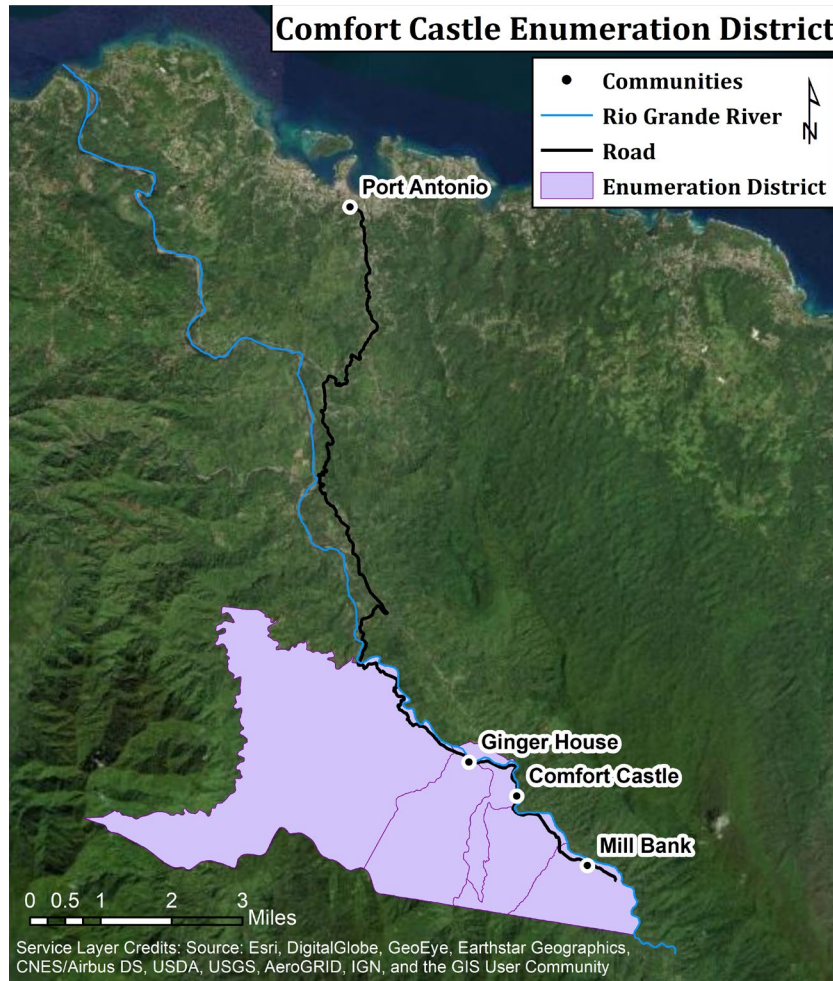 Comfort Castle Enumeration District
Communities
Rio Grande River
Road
Enumeration District
N
Port Antonio
Ginger House
Comfort Castle
Mill Bank
0 0.5 1 2 3
Miles
Service Layer Credits: Source: Esri, DigitalGlobe, GeoEye, Earthstar Geographics,
CNES/Airbus DS, USDA, USGS, AeroGRID, IGN, and the GIS User Community